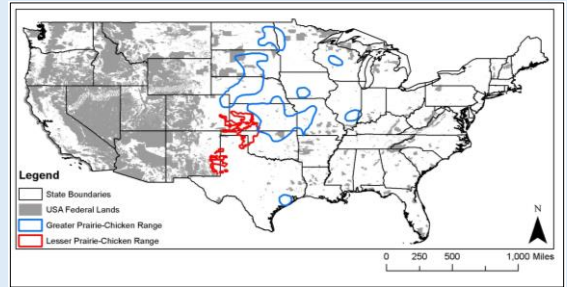 Legend
State Boundaries
USA Federal Lands
Greater Prairie-Chicken Range
Lesser Prairie-Chicken Range
N
0 250 500 1,000 Miles